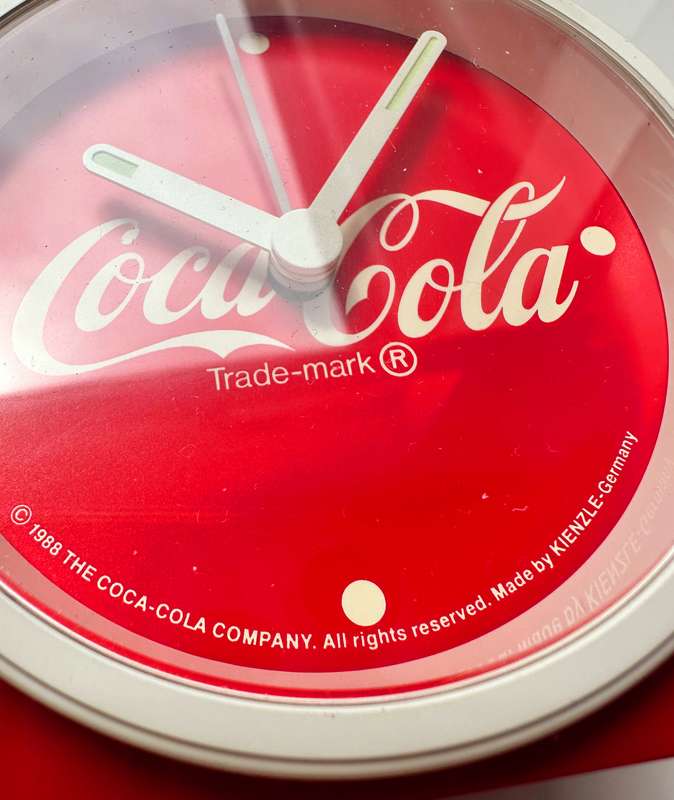 Coca-Cola
Trade-mark ®
© 1988 THE COCA-COLA COMPANY. All rights reserved. Made by KIENZLE-Germany